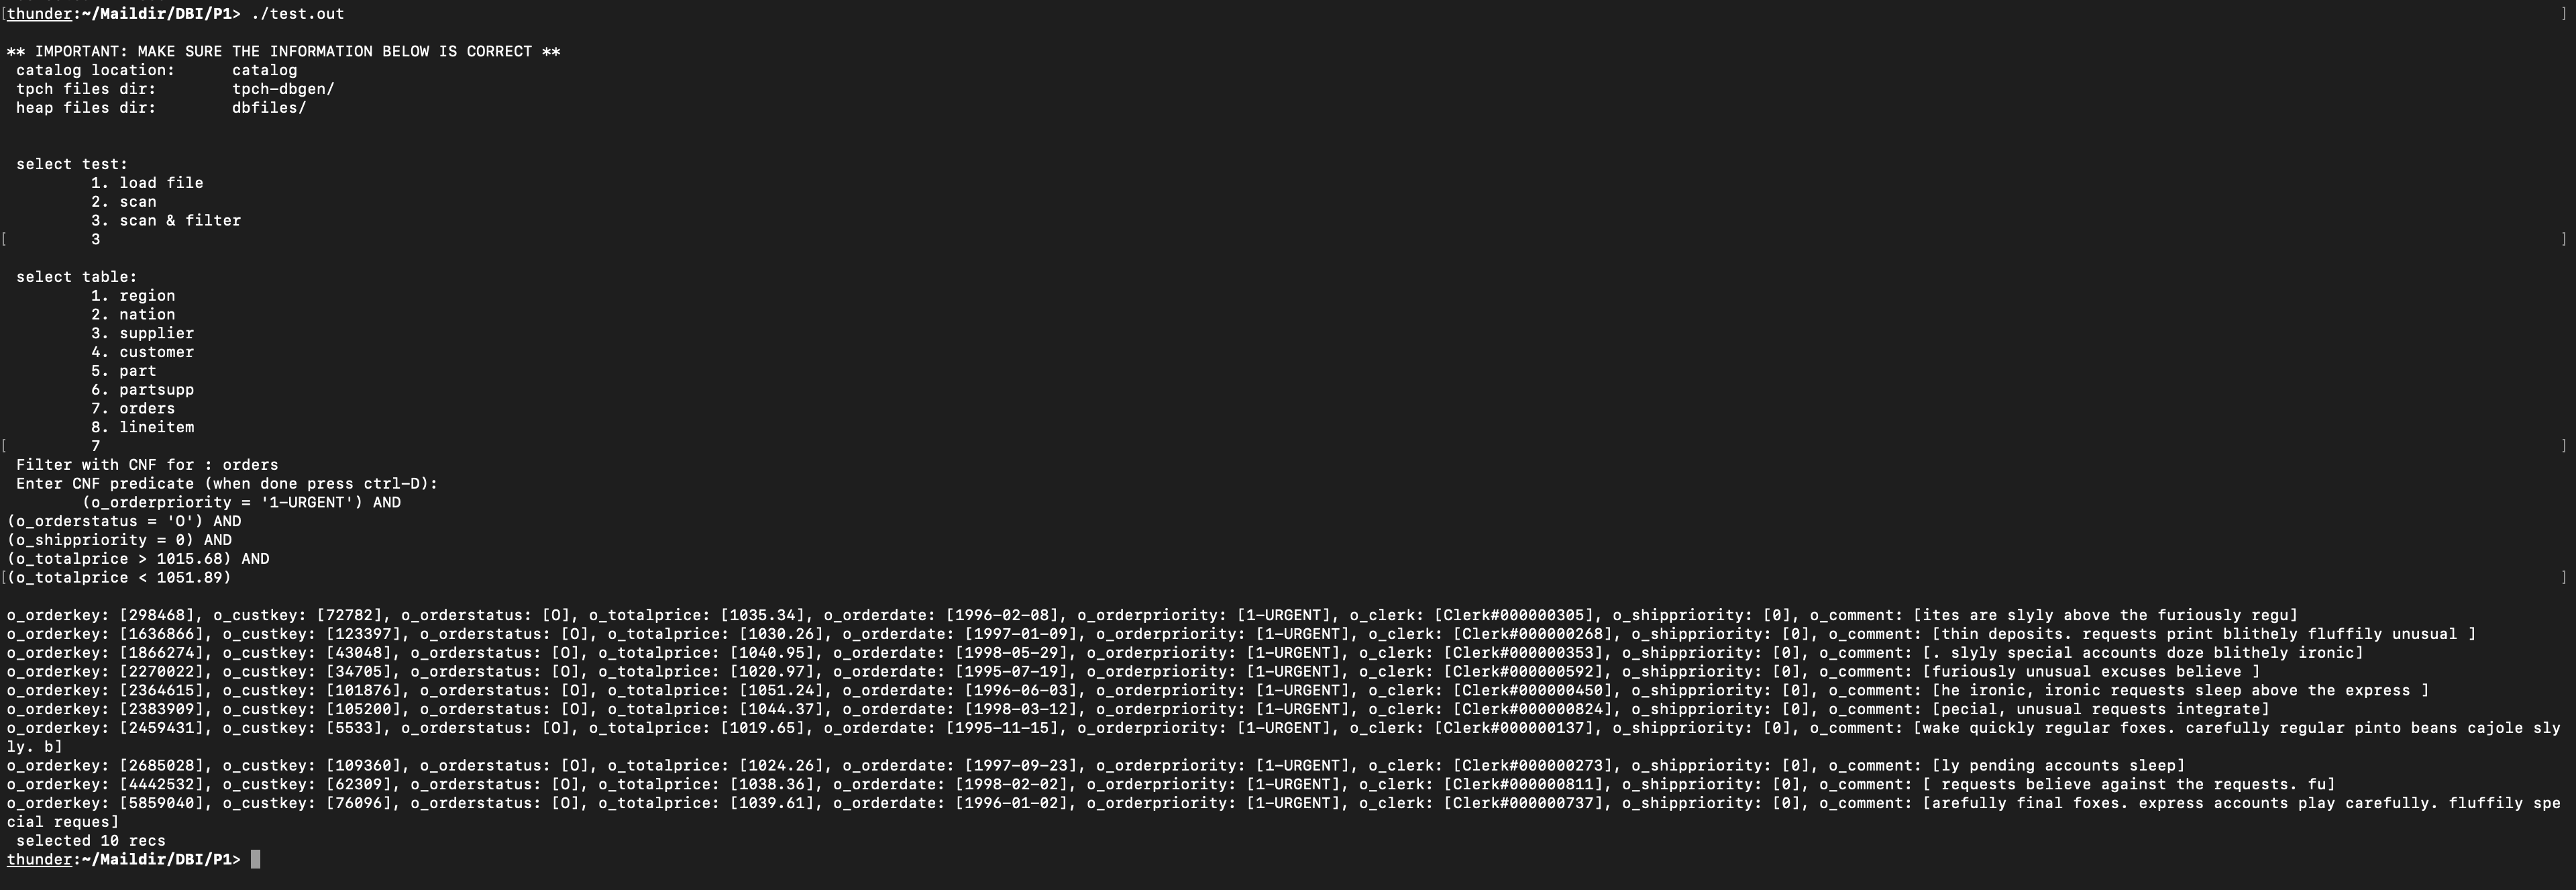 [thunder:~/Maildir/DBI/P1> ./test.out ]
** IMPORTANT: MAKE SURE THE INFORMATION BELOW IS CORRECT **
catalog location: catalog
tpch files dir: tpch-dbgen/
heap files dir: dbfiles/
select test:
1. load file
2. scan
3. scan & filter
[ 3 ]
select table:
1. region
2. nation
3. supplier
4. customer
5. part
6. partsupp
7. orders
8. lineitem
[ 7 ]
Filter with CNF for : orders
Enter CNF predicate (when done press ctrl-D):
(o_orderpriority = '1-URGENT') AND
(o_orderstatus = 'O') AND
(o_shippriority = 0) AND
(o_totalprice > 1015.68) AND
[(o_totalprice < 1051.89) ]
o_orderkey: [298468], o_custkey: [72782], o_orderstatus: [O], o_totalprice: [1035.34], o_orderdate: [1996-02-08], o_orderpriority: [1-URGENT], o_clerk: [Clerk#000000305], o_shippriority: [0], o_comment: [ites are slyly above the furiously regu]
o_orderkey: [1636866], o_custkey: [123397], o_orderstatus: [O], o_totalprice: [1030.26], o_orderdate: [1997-01-09], o_orderpriority: [1-URGENT], o_clerk: [Clerk#000000268], o_shippriority: [0], o_comment: [thin deposits. requests print blithely fluffily unusual ]
o_orderkey: [1866274], o_custkey: [43048], o_orderstatus: [O], o_totalprice: [1040.95], o_orderdate: [1998-05-29], o_orderpriority: [1-URGENT], o_clerk: [Clerk#000000353], o_shippriority: [0], o_comment: [. slyly special accounts doze blithely ironic]
o_orderkey: [2270022], o_custkey: [34705], o_orderstatus: [O], o_totalprice: [1020.97], o_orderdate: [1995-07-19], o_orderpriority: [1-URGENT], o_clerk: [Clerk#000000592], o_shippriority: [0], o_comment: [furiously unusual excuses believe ]
o_orderkey: [2364615], o_custkey: [101876], o_orderstatus: [O], o_totalprice: [1051.24], o_orderdate: [1996-06-03], o_orderpriority: [1-URGENT], o_clerk: [Clerk#000000450], o_shippriority: [0], o_comment: [he ironic, ironic requests sleep above the express ]
o_orderkey: [2383909], o_custkey: [105200], o_orderstatus: [O], o_totalprice: [1044.37], o_orderdate: [1998-03-12], o_orderpriority: [1-URGENT], o_clerk: [Clerk#000000824], o_shippriority: [0], o_comment: [pecial, unusual requests integrate]
o_orderkey: [2459431], o_custkey: [5533], o_orderstatus: [O], o_totalprice: [1019.65], o_orderdate: [1995-11-15], o_orderpriority: [1-URGENT], o_clerk: [Clerk#000000137], o_shippriority: [0], o_comment: [wake quickly regular foxes. carefully regular pinto beans cajole sly
ly. b]
o_orderkey: [2685028], o_custkey: [109360], o_orderstatus: [O], o_totalprice: [1024.26], o_orderdate: [1997-09-23], o_orderpriority: [1-URGENT], o_clerk: [Clerk#000000273], o_shippriority: [0], o_comment: [ly pending accounts sleep]
o_orderkey: [4442532], o_custkey: [62309], o_orderstatus: [O], o_totalprice: [1038.36], o_orderdate: [1998-02-02], o_orderpriority: [1-URGENT], o_clerk: [Clerk#000000811], o_shippriority: [0], o_comment: [ requests believe against the requests. fu]
o_orderkey: [5859040], o_custkey: [76096], o_orderstatus: [O], o_totalprice: [1039.61], o_orderdate: [1996-01-02], o_orderpriority: [1-URGENT], o_clerk: [Clerk#000000737], o_shippriority: [0], o_comment: [arefully final foxes. express accounts play carefully. fluffily spe
cial reques]
selected 10 recs
thunder:~/Maildir/DBI/P1>